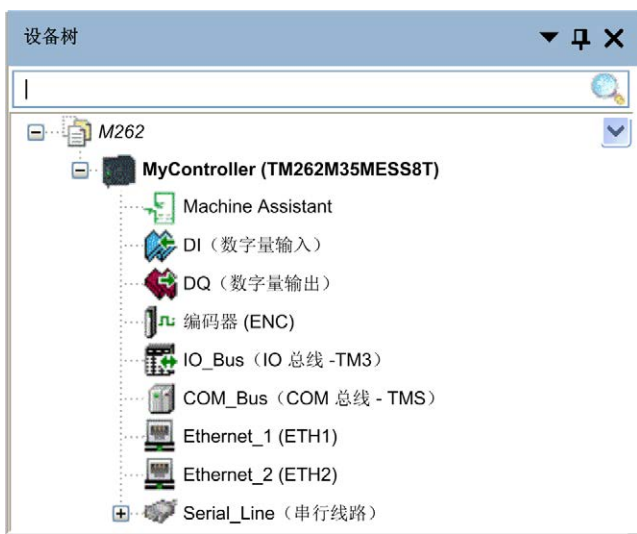 设备树
M262
MyController (TM262M35MESS8T)
Machine Assistant
DI（数字量输入）
DQ（数字量输出）
编码器 (ENC)
IO_Bus（IO 总线 -TM3）
COM_Bus（COM 总线 - TMS）
Ethernet_1 (ETH1)
Ethernet_2 (ETH2)
Serial_Line（串行线路）